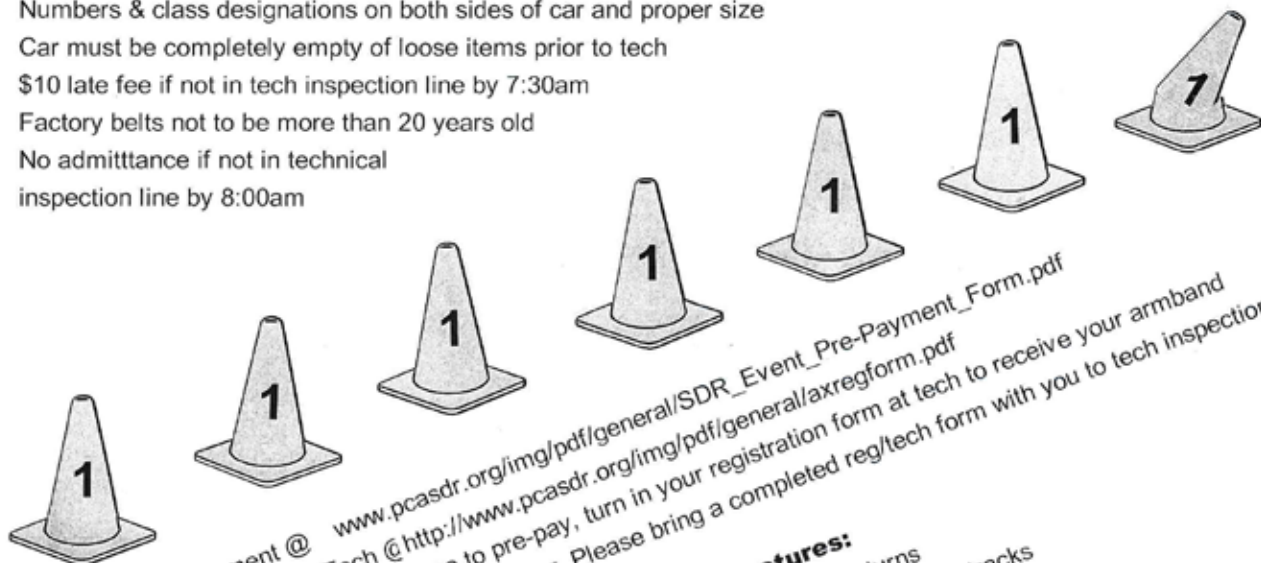 Numbers & class designations on both sides of car and proper size
Car must be completely empty of loose items prior to tech
$10 late fee if not in tech inspection line by 7:30am
Factory belts not to be more than 20 years old
No admitttance if not in technical
inspection line by 8:00am
1
1
1
1
1
1
1
@ www.pcasdr.org/img/pdf/general/SDR_Event_Pre-Payment_Form.pdf
@http://www.pcasdr.org/img/pdf/general/axregform.pdf
to pre-pay, turn in your registration form at tech to receive your armband
Please bring a completed reg/tech form with you to tech inspection